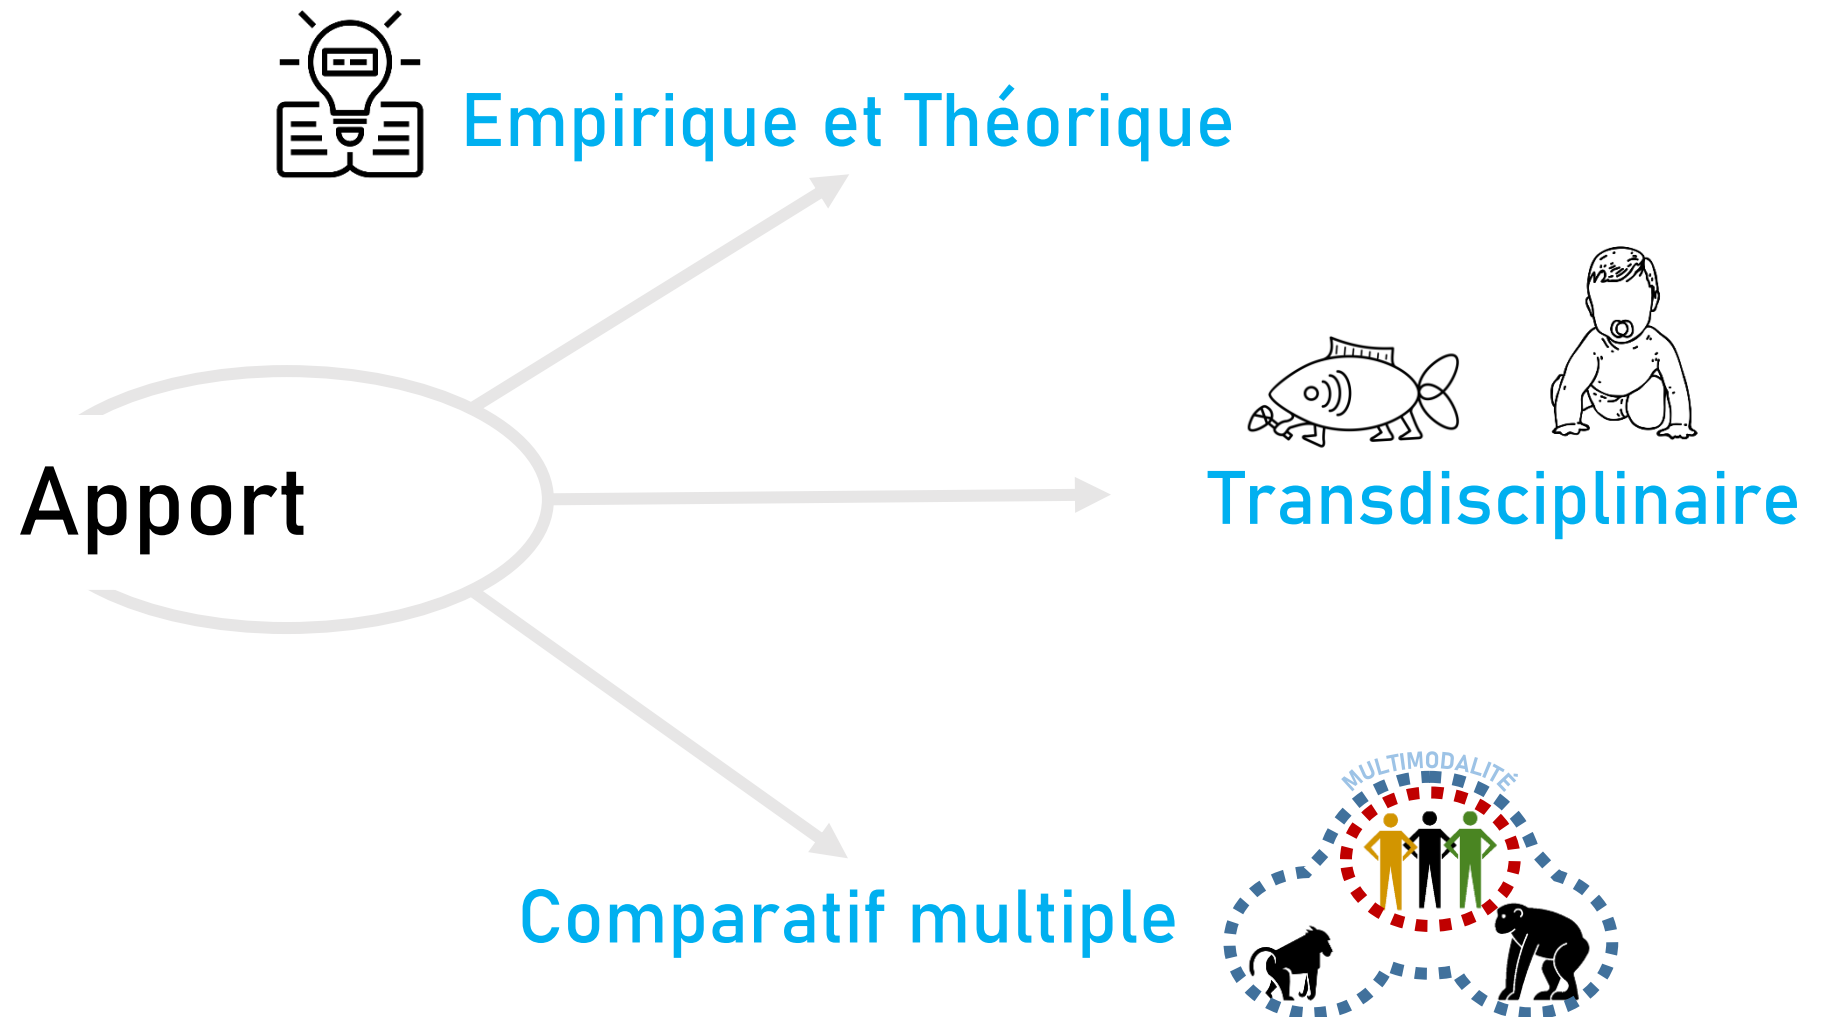 Empirique et Théorique
Apport
Transdisciplinaire
MULTIMODALITÉ
Comparatif multiple